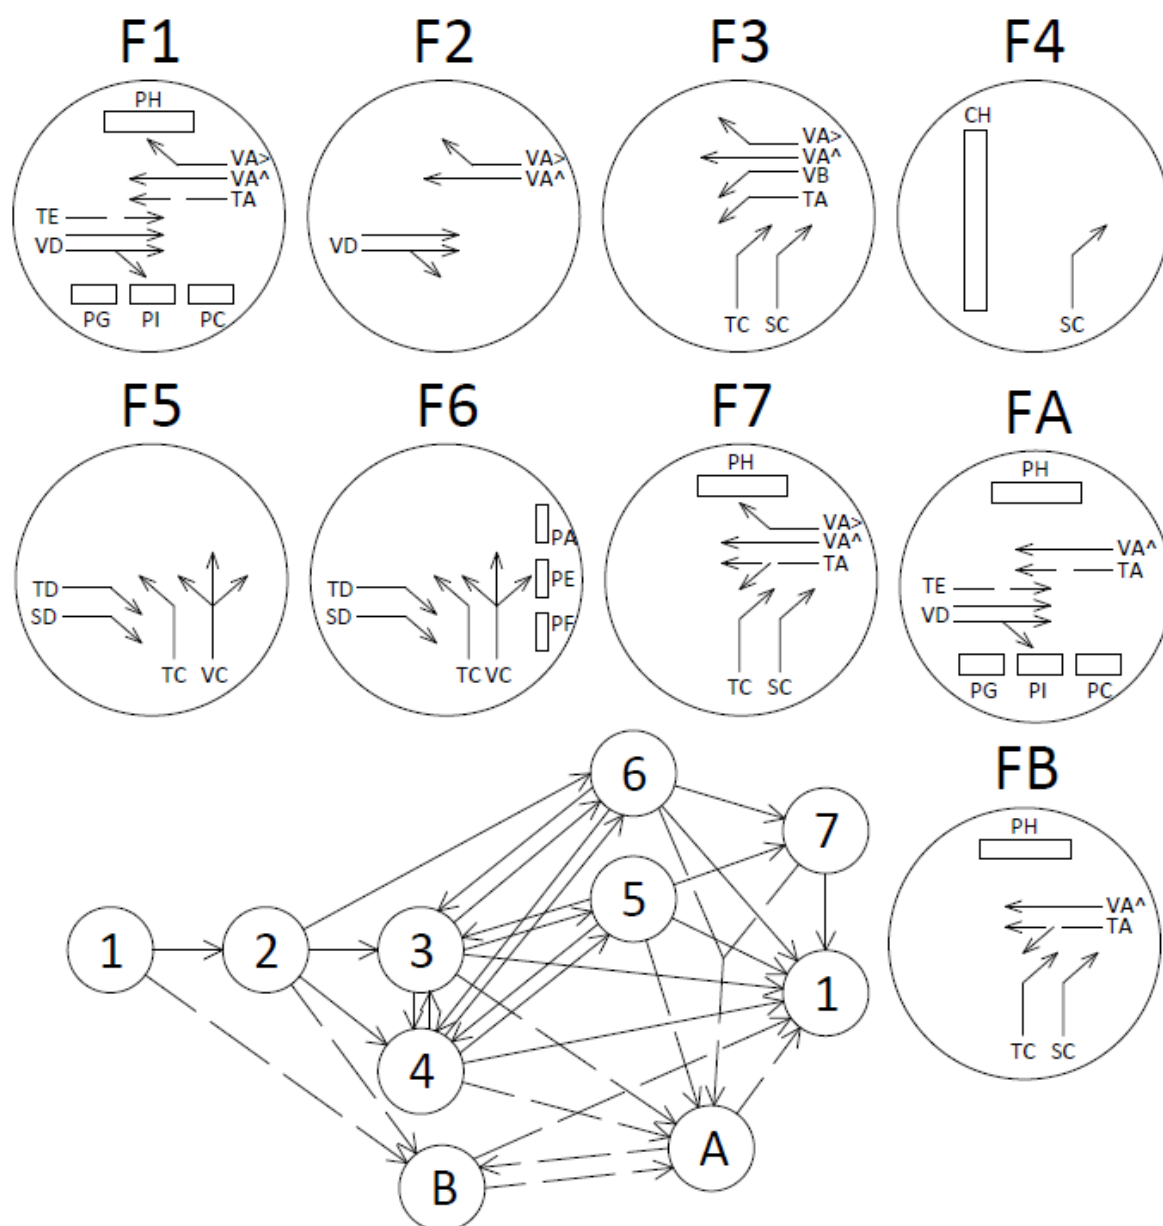 F1 F2 F3 F4
PH
VA>
VA^
TA
TE
VD
PG PI PC
VA>
VA^
VD
VA>
VA^
VB
TA
TC SC
CH
SC
F5 F6 F7 FA
TD
SD
TC VC
PA
TD
PE
SD
PF
TC VC
PH
VA>
VA^
TA
TC SC
PH
VA^
TA
TE
VD
PG PI PC
FB
PH
VA^
TA
TC SC
6
7
5
1 2 3
1
4
A
B